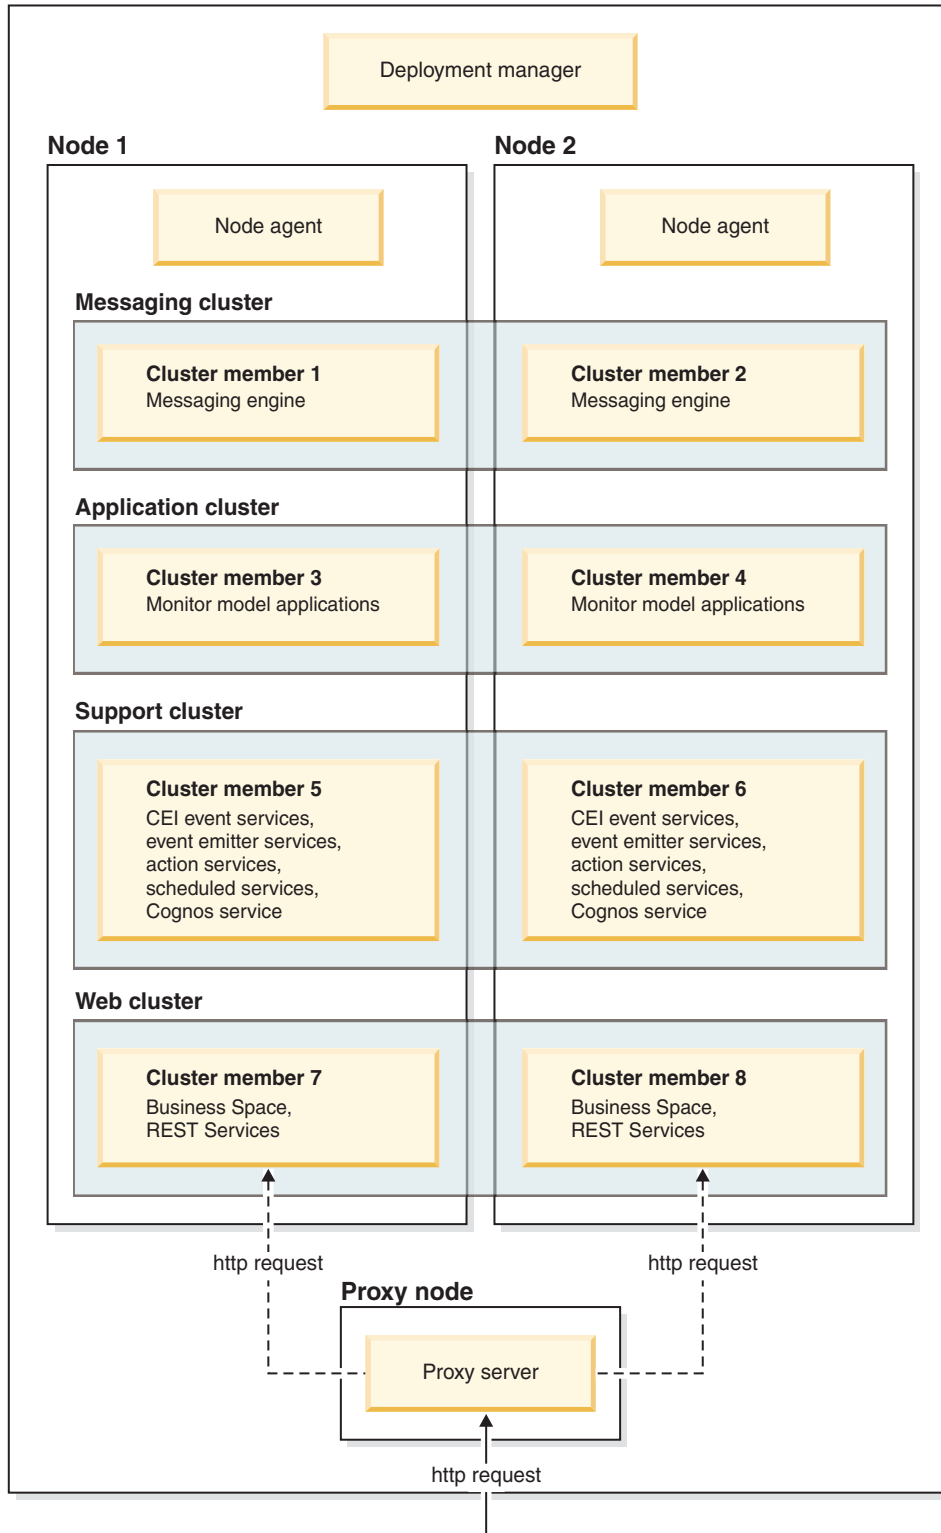 Deployment manager
Node 1
Node 2
Node agent
Node agent
Messaging cluster
Cluster member 1
Messaging engine
Cluster member 2
Messaging engine
Application cluster
Cluster member 3
Monitor model applications
Cluster member 4
Monitor model applications
Support cluster
Cluster member 5
CEI event services,
event emitter services,
action services,
scheduled services,
Cognos service
Cluster member 6
CEI event services,
event emitter services,
action services,
scheduled services,
Cognos service
Web cluster
Cluster member 7
Business Space,
REST Services
Cluster member 8
Business Space,
REST Services
http request
http request
Proxy node
Proxy server
http request